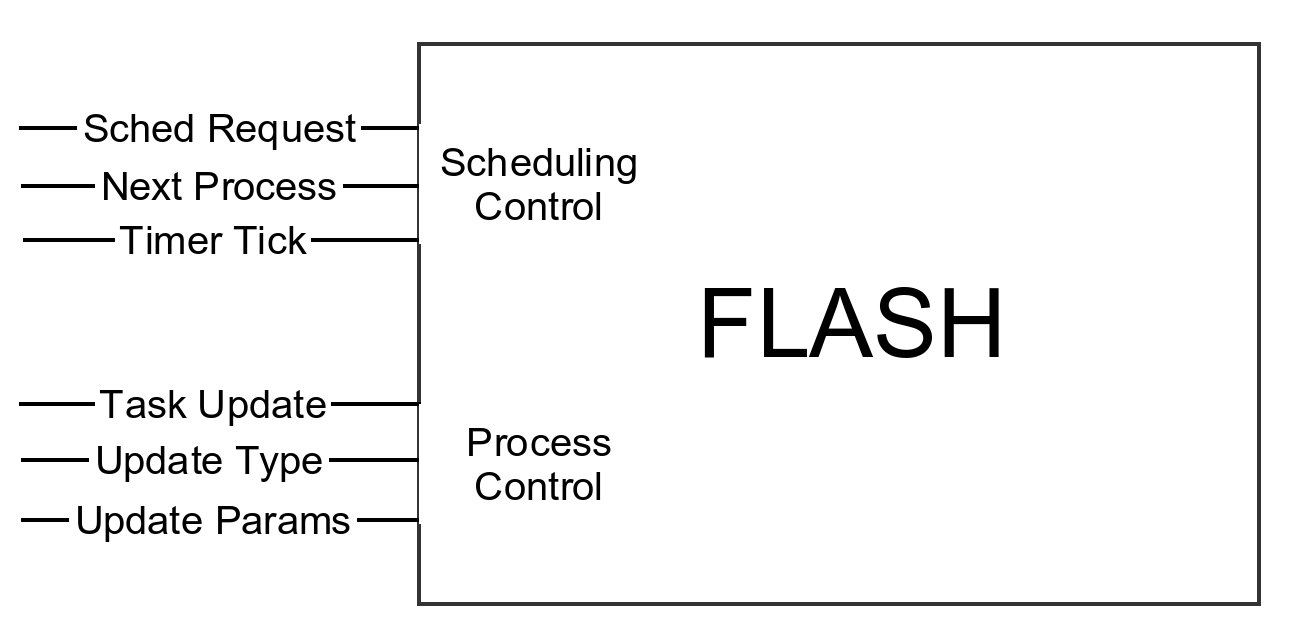 Sched Request
Next Process
Timer Tick
Scheduling
Control
FLASH
Task Update
Update Type
Update Params
Process
Control